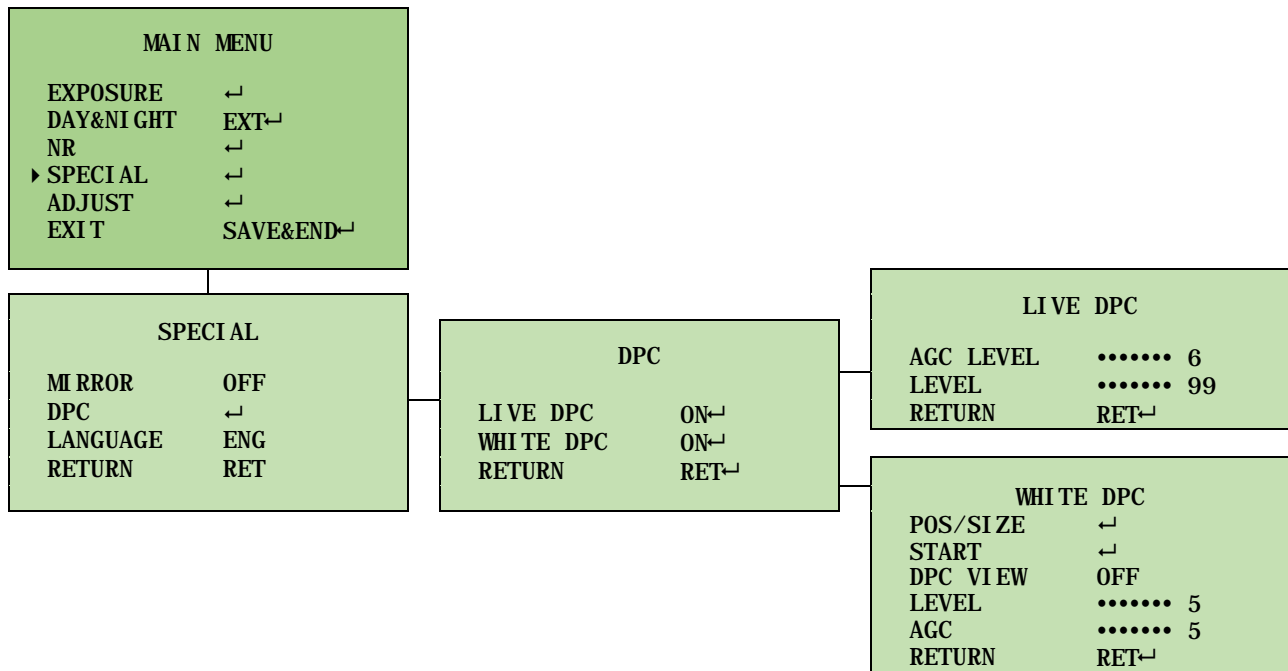 MAIN MENU
EXPOSURE ↵
DAY&NIGHT EXT↵
NR ↵
SPECIAL ↵
ADJUST ↵
EXIT SAVE&END↵
SPECIAL
MIRROR OFF
DPC ↵
LANGUAGE ENG
RETURN RET
DPC
LIVE DPC ON↵
WHITE DPC ON↵
RETURN RET↵
LIVE DPC
AGC LEVEL ••••••• 6
LEVEL ••••••• 99
RETURN RET↵
WHITE DPC
POS/SIZE ↵
START ↵
DPC VIEW OFF
LEVEL ••••••• 5
AGC ••••••• 5
RETURN RET↵